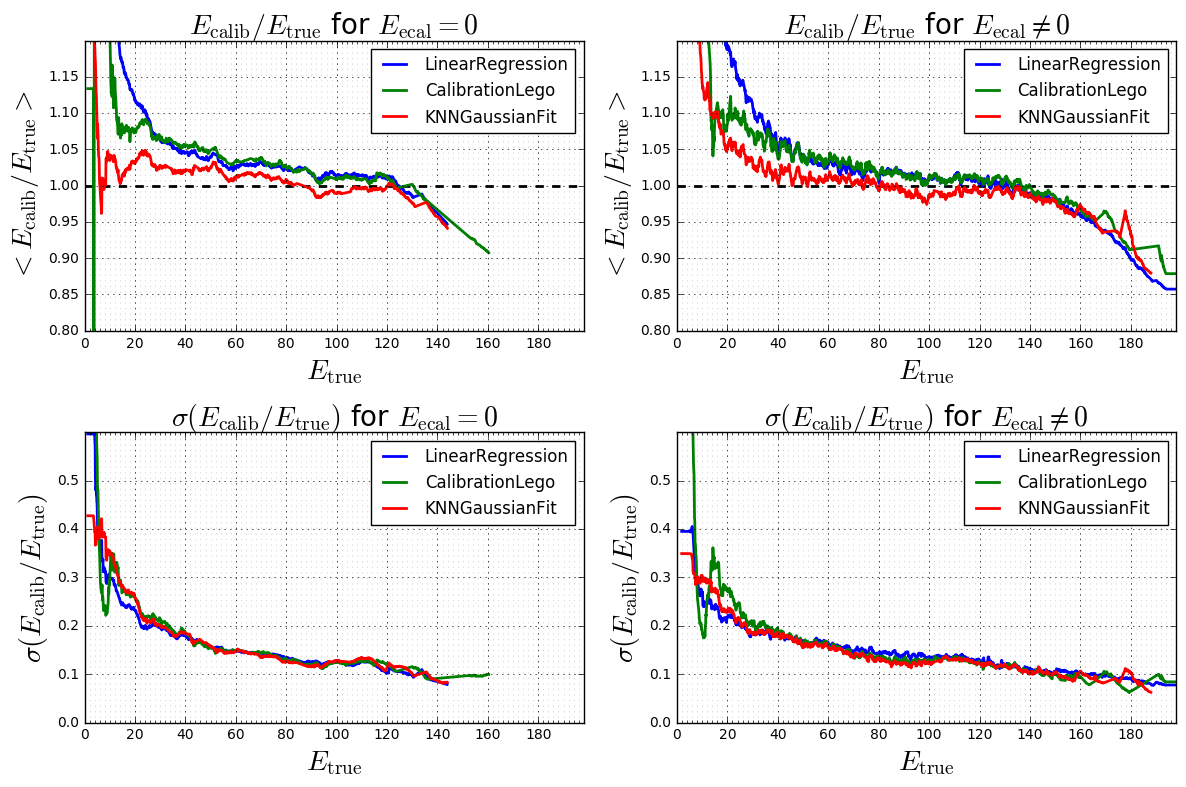 E_calib/E_true for E_ecal = 0
< E_calib/E_true >
1.15
1.10
1.05
1.00
0.95
0.90
0.85
0.80
LinearRegression
CalibrationLego
KNNGaussianFit
0 20 40 60 80 100 120 140 160 180
E_true
E_calib/E_true for E_ecal ≠ 0
< E_calib/E_true >
1.15
1.10
1.05
1.00
0.95
0.90
0.85
0.80
LinearRegression
CalibrationLego
KNNGaussianFit
0 20 40 60 80 100 120 140 160 180
E_true
σ(E_calib/E_true) for E_ecal = 0
σ(E_calib/E_true)
0.5
0.4
0.3
0.2
0.1
0.0
LinearRegression
CalibrationLego
KNNGaussianFit
0 20 40 60 80 100 120 140 160 180
E_true
σ(E_calib/E_true) for E_ecal ≠ 0
σ(E_calib/E_true)
0.5
0.4
0.3
0.2
0.1
0.0
LinearRegression
CalibrationLego
KNNGaussianFit
0 20 40 60 80 100 120 140 160 180
E_true